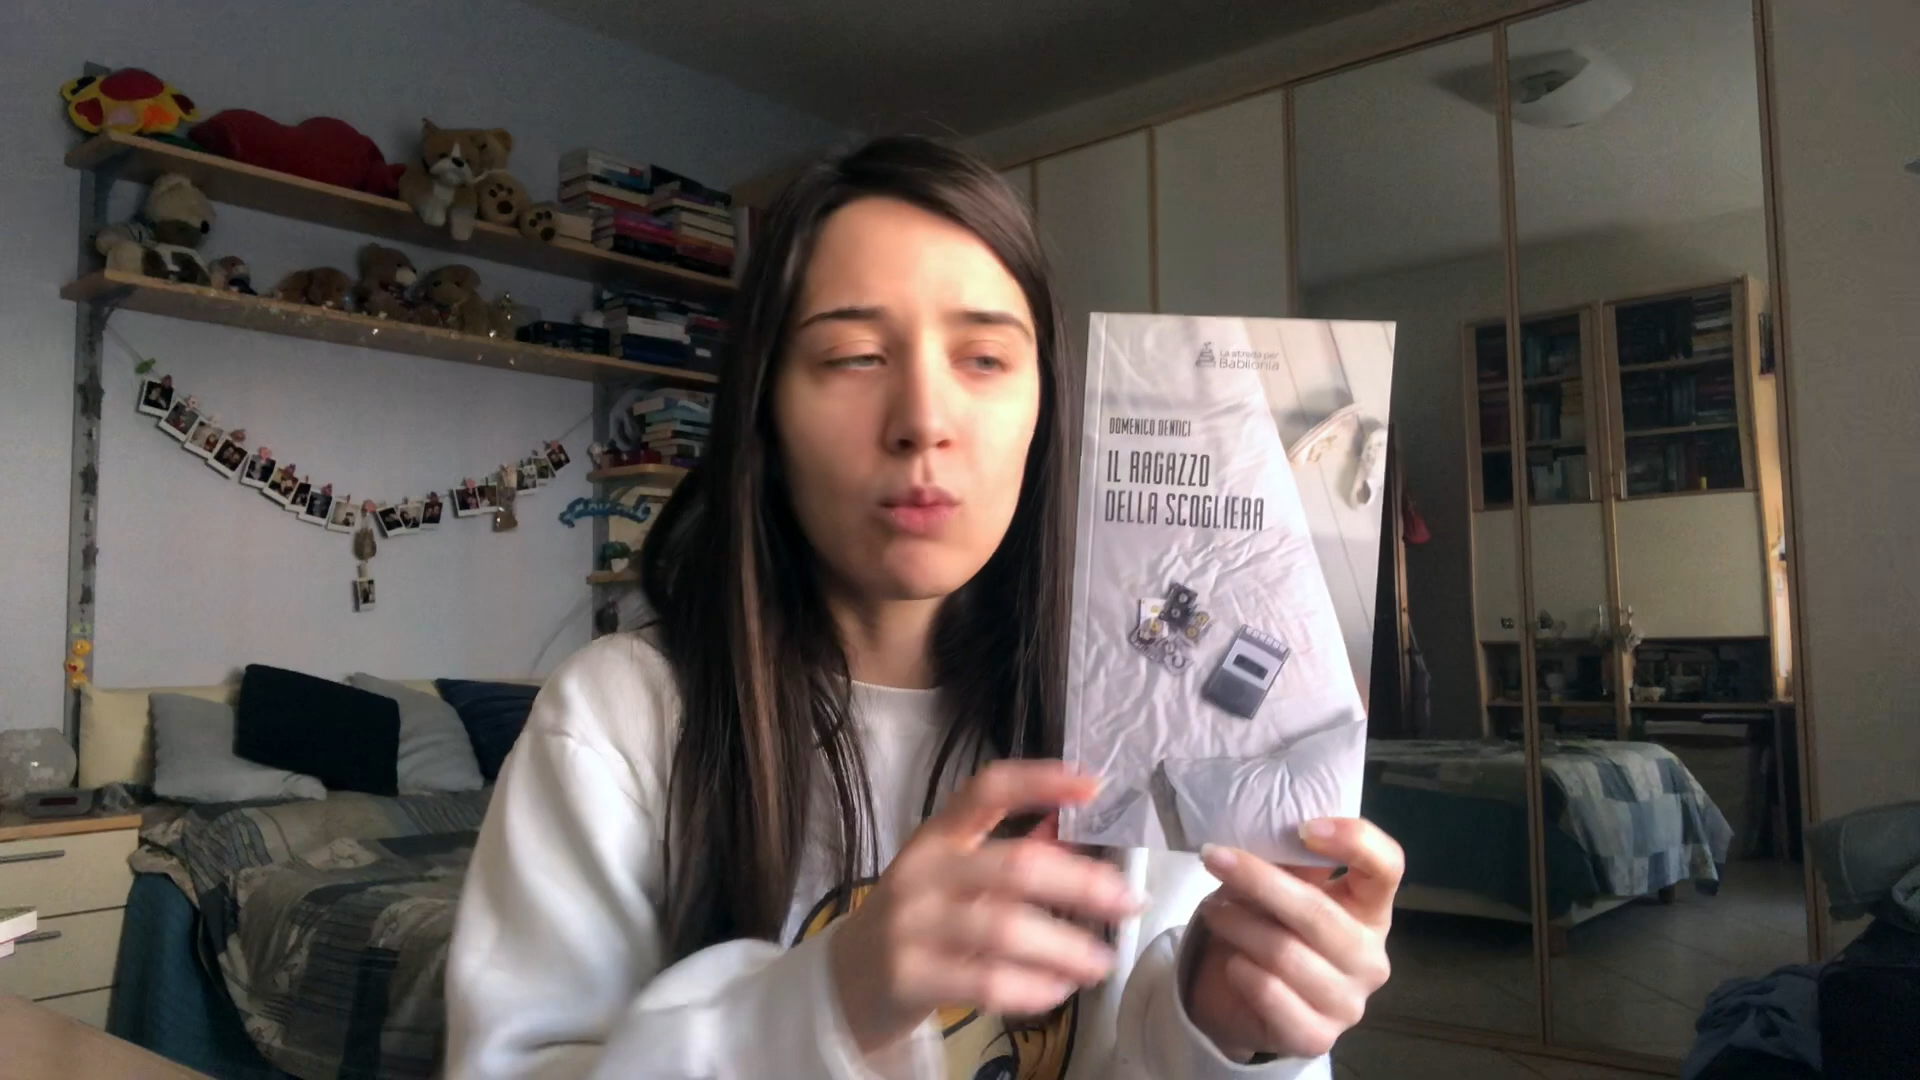 La strada per
Babilonia
DOMENICO DENTICI
IL RAGAZZO
DELLA SCOGLIERA